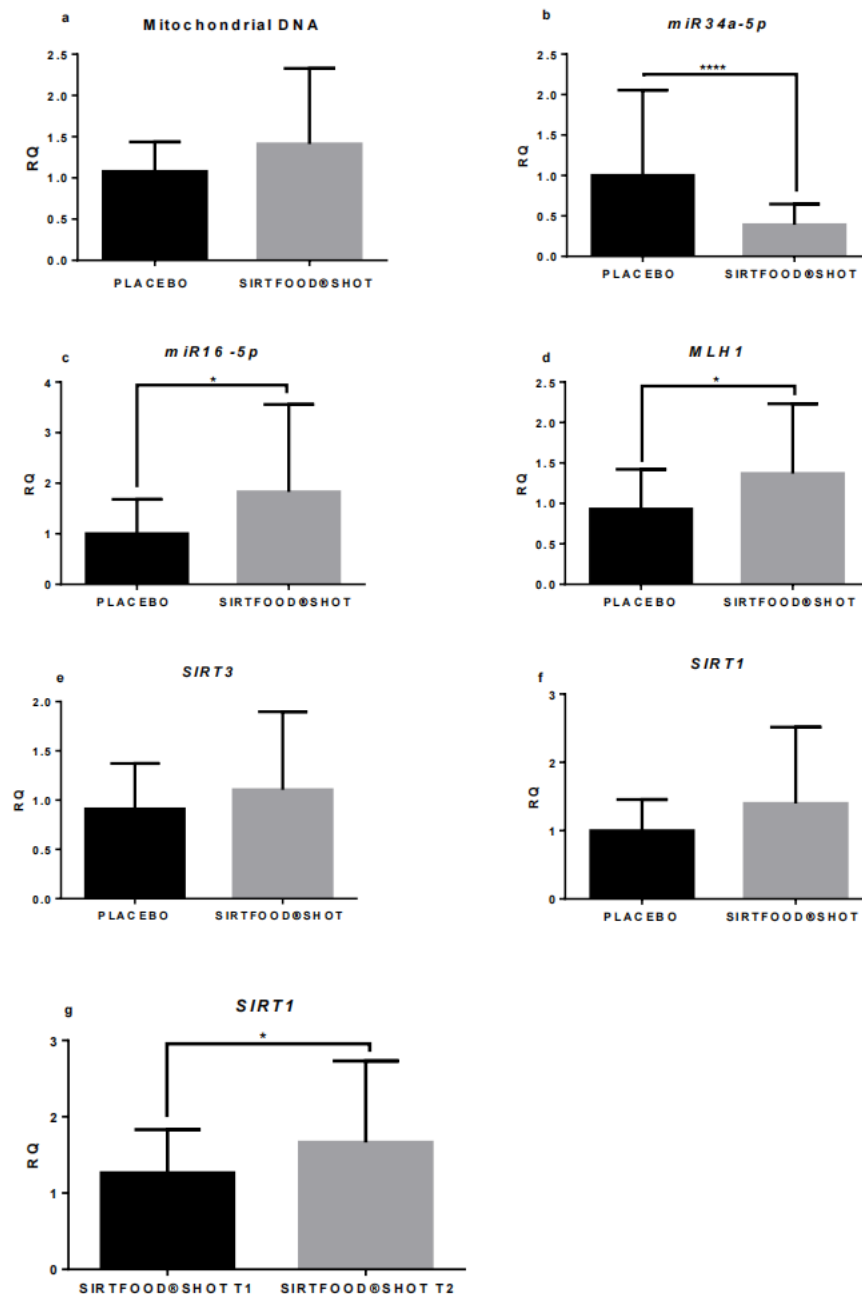 a
Mitochondrial DNA
2.5
2.0
1.5
1.0
0.5
0.0
RQ
PLACEBO
SIRTFOOD®SHOT
b
miR34a-5p
****
2.5
2.0
1.5
1.0
0.5
0.0
RQ
PLACEBO
SIRTFOOD®SHOT
c
miR16 -5p
*
4
3
2
1
0
RQ
PLACEBO
SIRTFOOD®SHOT
d
MLH1
*
2.5
2.0
1.5
1.0
0.5
0.0
RQ
PLACEBO
SIRTFOOD®SHOT
e
SIRT3
2.0
1.5
1.0
0.5
0.0
RQ
PLACEBO
SIRTFOOD®SHOT
f
SIRT1
3
2
1
0
RQ
PLACEBO
SIRTFOOD®SHOT
g
SIRT1
*
3
2
1
0
RQ
SIRTFOOD®SHOT T1
SIRTFOOD®SHOT T2